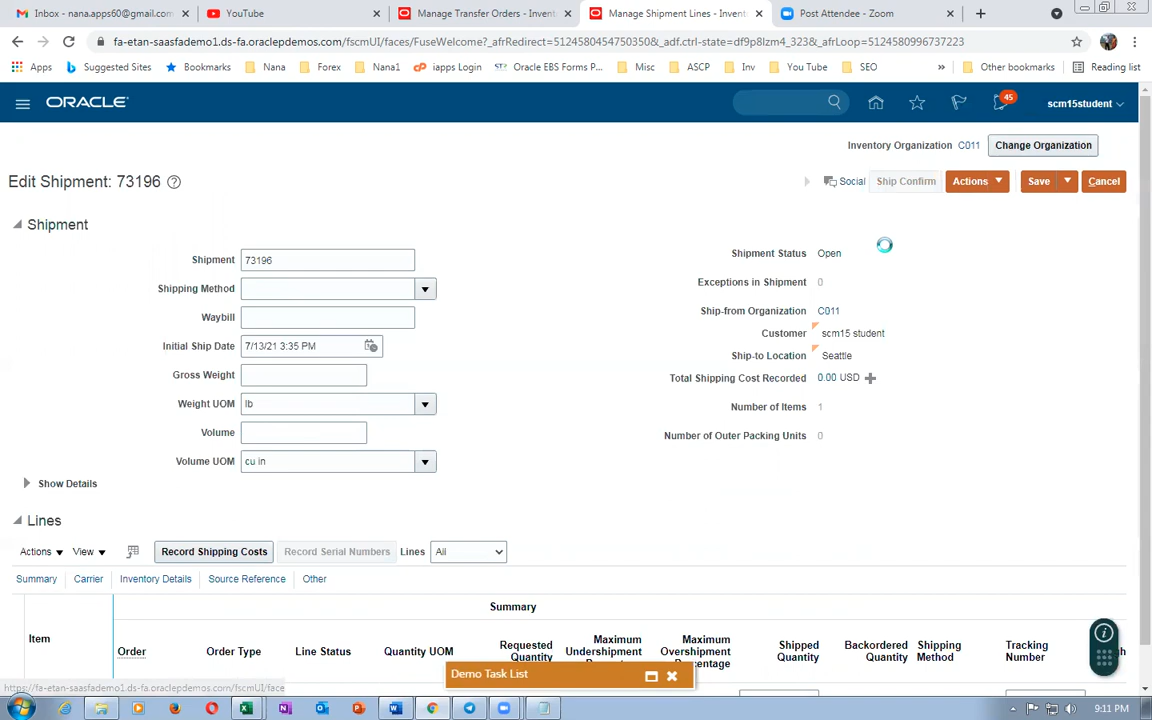 Inbox - nana.apps60@gmail.com
YouTube
Manage Transfer Orders - Invent
Manage Shipment Lines - Invent
Post Attendee - Zoom
fa-etan-saasfademo1.ds-fa.oraclepdemos.com/fscmUI/faces/FuseWelcome?_afrRedirect=5124580454750350&_adf.ctrl-state=df9p8lzm4_323&_afrLoop=5124580996737223
Apps Suggested Sites Bookmarks Nana Forex Nana1 iapps Login Oracle EBS Forms P... Misc ASCP Inv You Tube SEO » Other bookmarks Reading list
ORACLE
45
scm15student
Inventory Organization C011 Change Organization
Edit Shipment: 73196
Social Ship Confirm Actions Save Cancel
Shipment
Shipment 73196
Shipping Method
Waybill
Initial Ship Date 7/13/21 3:35 PM
Gross Weight
Weight UOM lb
Volume
Volume UOM cu in
Shipment Status Open
Exceptions in Shipment 0
Ship-from Organization C011
Customer scm15 student
Ship-to Location Seattle
Total Shipping Cost Recorded 0.00 USD
Number of Items 1
Number of Outer Packing Units 0
Show Details
Lines
Actions View Record Shipping Costs Record Serial Numbers Lines All
Summary Carrier Inventory Details Source Reference Other
Summary
Item
Order
Order Type
Line Status
Quantity UOM
Requested Quantity
Maximum Undershipment
Maximum Overshipment Percentage
Shipped Quantity
Backordered Quantity
Shipping Method
Tracking Number
Demo Task List
https://fa-etan-saasfademo1.ds-fa.oraclepdemos.com/fscmUI/face
9:11 PM